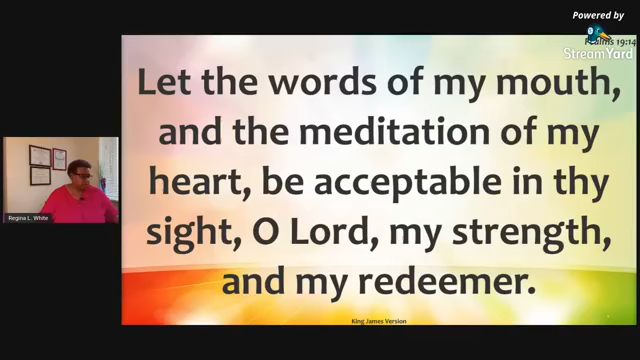 Powered by
StreamYard
Psalms 19:14
Let the words of my mouth,
and the meditation of my
heart, be acceptable in thy
sight, O Lord, my strength,
and my redeemer.
King James Version
Regina L. White